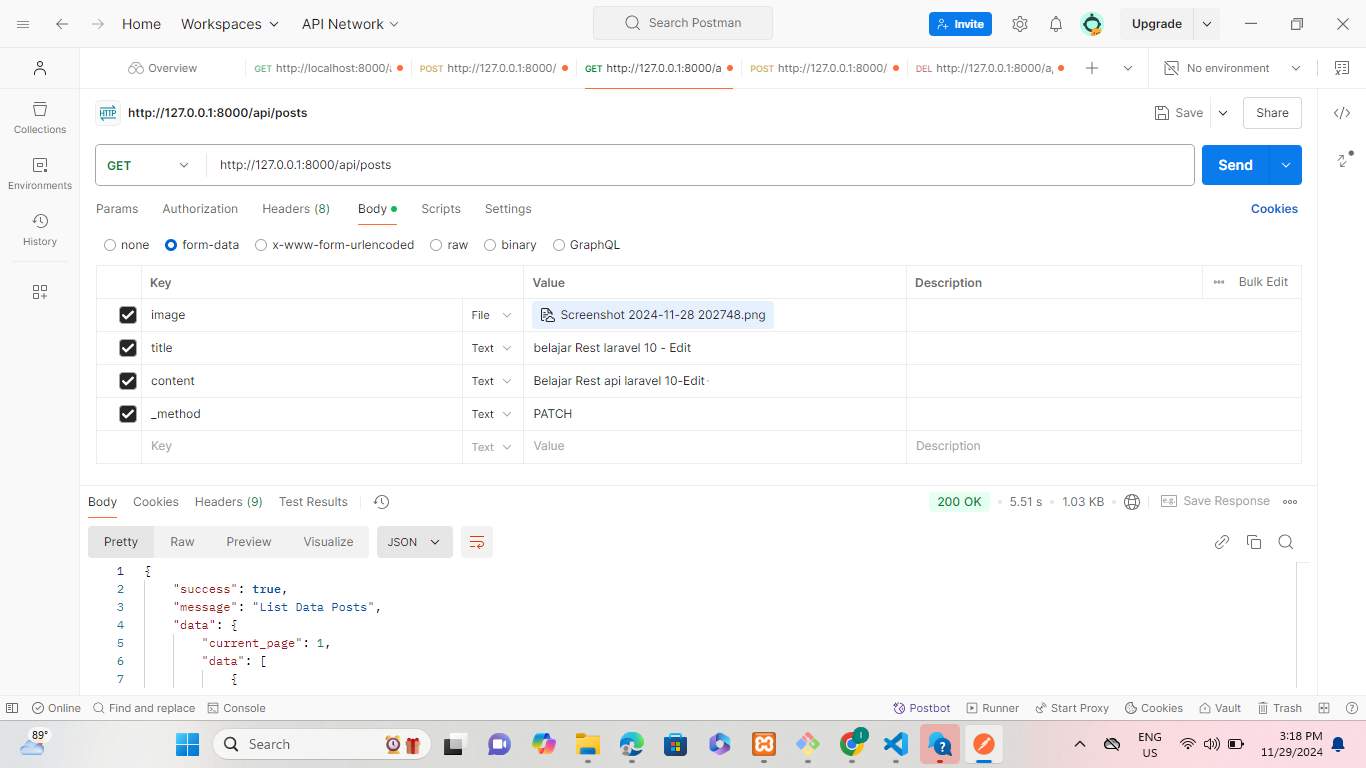 Home Workspaces API Network Search Postman Invite Upgrade
Overview GET http://localhost:8000/a POST http://127.0.0.1:8000/ GET http://127.0.0.1:8000/a POST http://127.0.0.1:8000/ DEL http://127.0.0.1:8000/a, No environment
HTTP http://127.0.0.1:8000/api/posts Save Share
Collections
GET http://127.0.0.1:8000/api/posts Send
Environments
Params Authorization Headers (8) Body Scripts Settings Cookies
History
none form-data x-www-form-urlencoded raw binary GraphQL
Key Value Description Bulk Edit
image File Screenshot 2024-11-28 202748.png
title Text belajar Rest laravel 10 - Edit
content Text Belajar Rest api laravel 10-Edit
_method Text PATCH
Key Text Value Description
Body Cookies Headers (9) Test Results 200 OK 5.51 s 1.03 KB e.g. Save Response
Pretty Raw Preview Visualize JSON
1 {
2 "success": true,
3 "message": "List Data Posts",
4 "data": {
5 "current_page": 1,
6 "data": [
7 {
Online Find and replace Console Postbot Runner Start Proxy Cookies Vault Trash
89° Search 1 ENG US 3:18 PM
11/29/2024